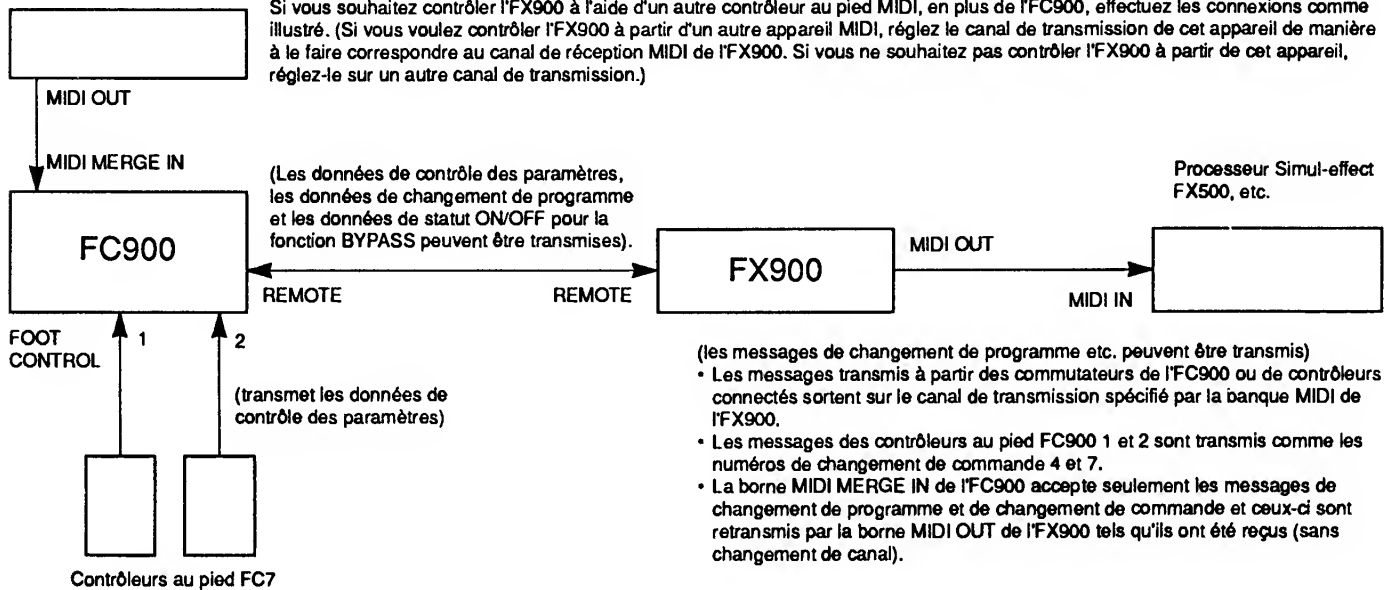 Si vous souhaitez contrôler l'FX900 à l'aide d'un autre contrôleur au pied MIDI, en plus de l'FC900, effectuez les connexions comme
illustré. (Si vous voulez contrôler l'FX900 à partir d'un autre appareil MIDI, réglez le canal de transmission de cet appareil de manière
à le faire correspondre au canal de réception MIDI de l'FX900. Si vous ne souhaitez pas contrôler l'FX900 à partir de cet appareil,
réglez-le sur un autre canal de transmission.)
MIDI OUT
MIDI MERGE IN
(Les données de contrôle des paramètres,
les données de changement de programme
et les données de statut ON/OFF pour la
fonction BYPASS peuvent être transmises).
Processeur Simul-effect
FX500, etc.
FC900
FX900
MIDI OUT
REMOTE
REMOTE
MIDI IN
FOOT
CONTROL
1
2
(transmet les données de
contrôle des paramètres)
(les messages de changement de programme etc. peuvent être transmis)
• Les messages transmis à partir des commutateurs de l'FC900 ou de contrôleurs
connectés sortent sur le canal de transmission spécifié par la banque MIDI de
l'FX900.
• Les messages des contrôleurs au pied FC900 1 et 2 sont transmis comme les
numéros de changement de commande 4 et 7.
• La borne MIDI MERGE IN de l'FC900 accepte seulement les messages de
changement de programme et de changement de commande et ceux-ci sont
retransmis par la borne MIDI OUT de l'FX900 tels qu'ils ont été reçus (sans
changement de canal).
Contrôleurs au pied FC7